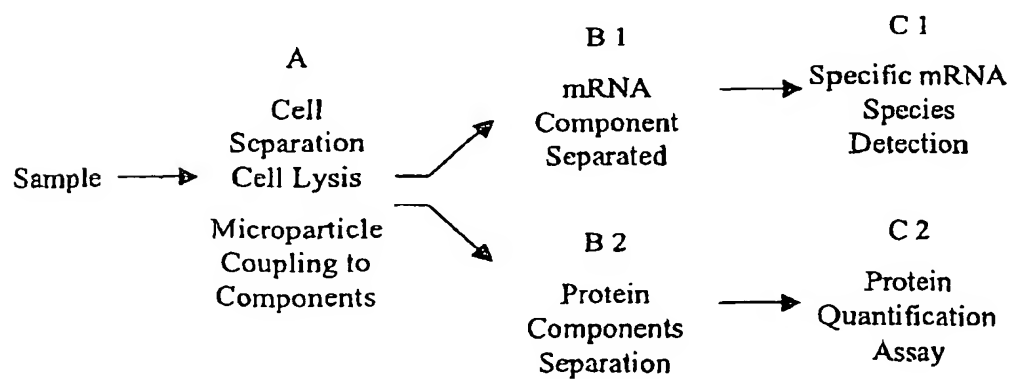 Sample
A
Cell
Separation
Cell Lysis
Microparticle
Coupling to
Components
B 1
mRNA
Component
Separated
C 1
Specific mRNA
Species
Detection
B 2
Protein
Components
Separation
C 2
Protein
Quantification
Assay